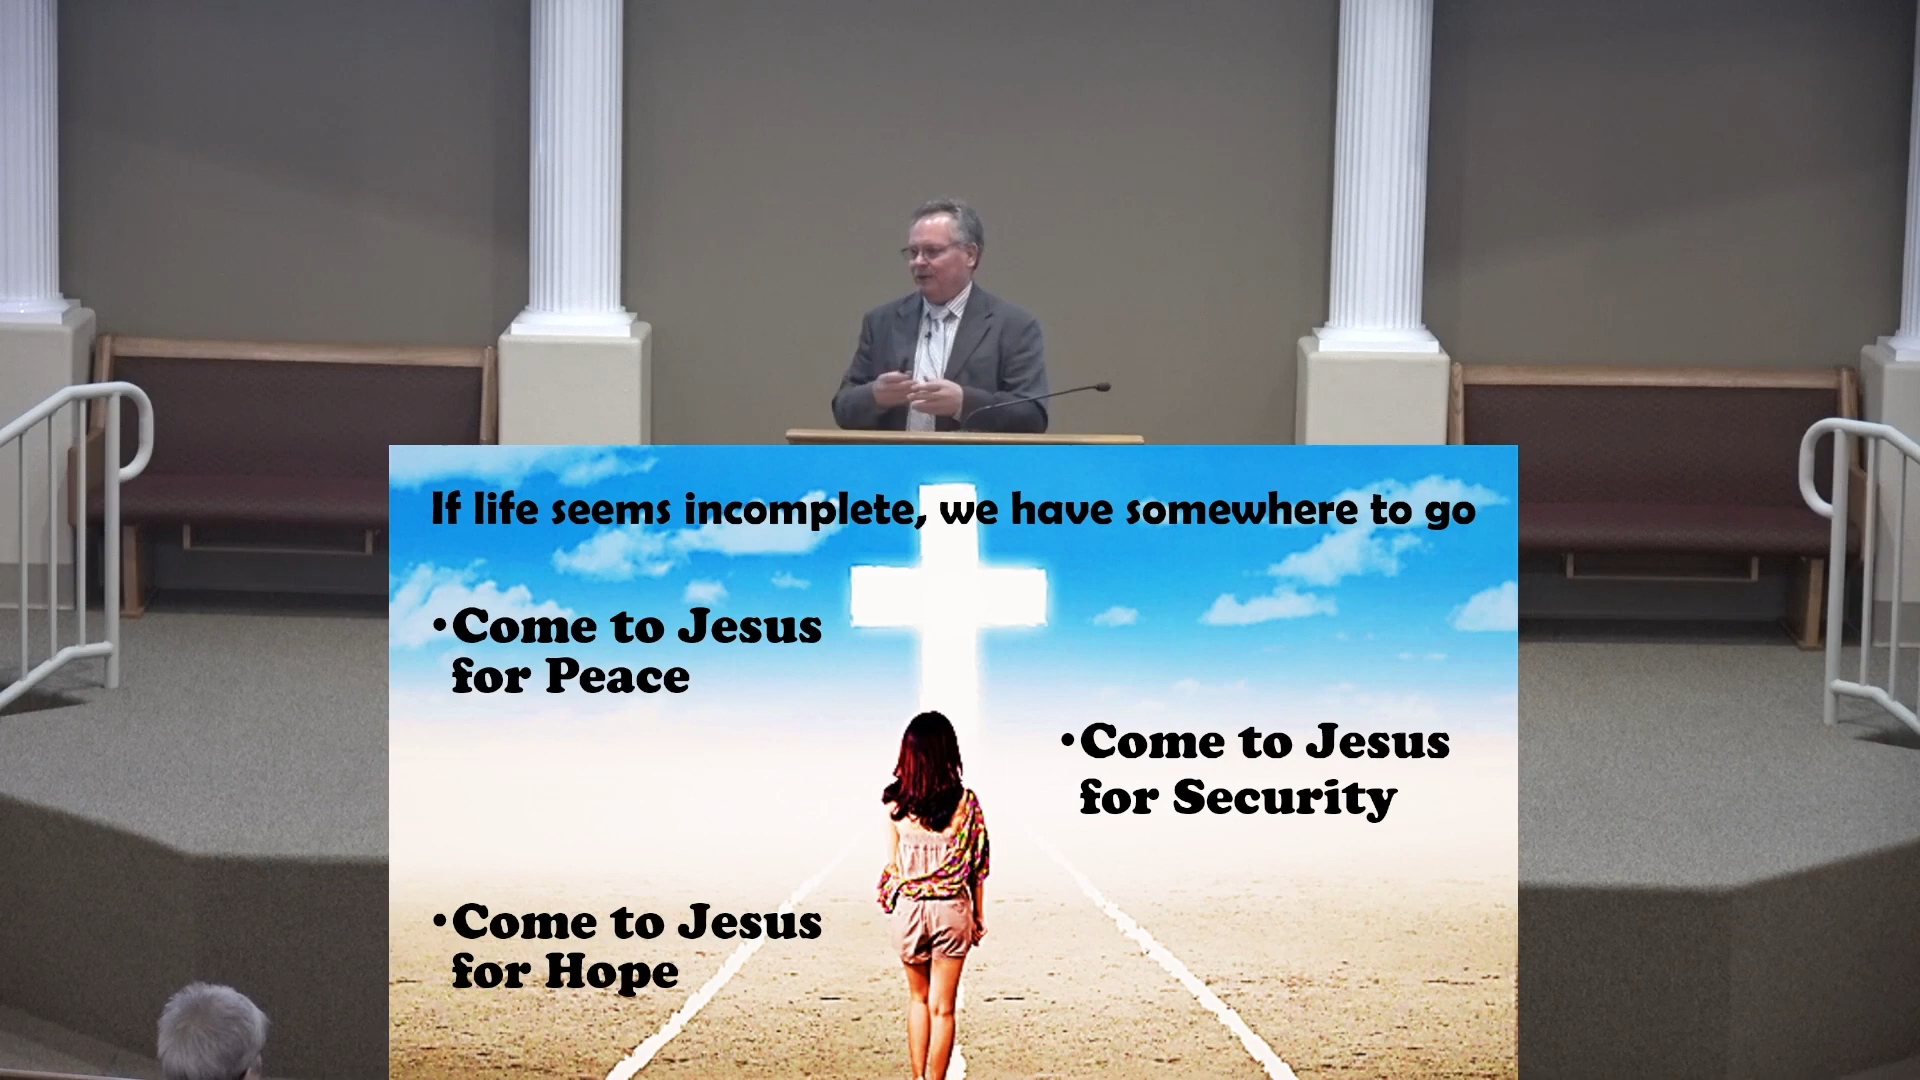 If life seems incomplete, we have somewhere to go
•Come to Jesus
for Peace
•Come to Jesus
for Security
•Come to Jesus
for Hope